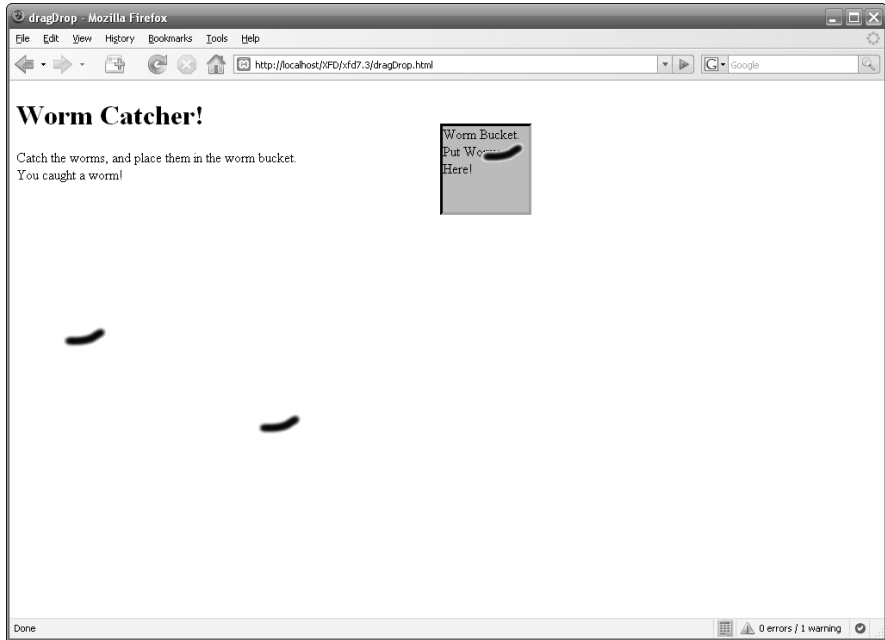 dragDrop - Mozilla Firefox
File Edit View History Bookmarks Tools Help
http://localhost/XFD/xfd7.3/dragDrop.html
G Google
Worm Catcher!
Catch the worms, and place them in the worm bucket.
You caught a worm!
Worm Bucket.
Put
Here!
Done
0 errors / 1 warning